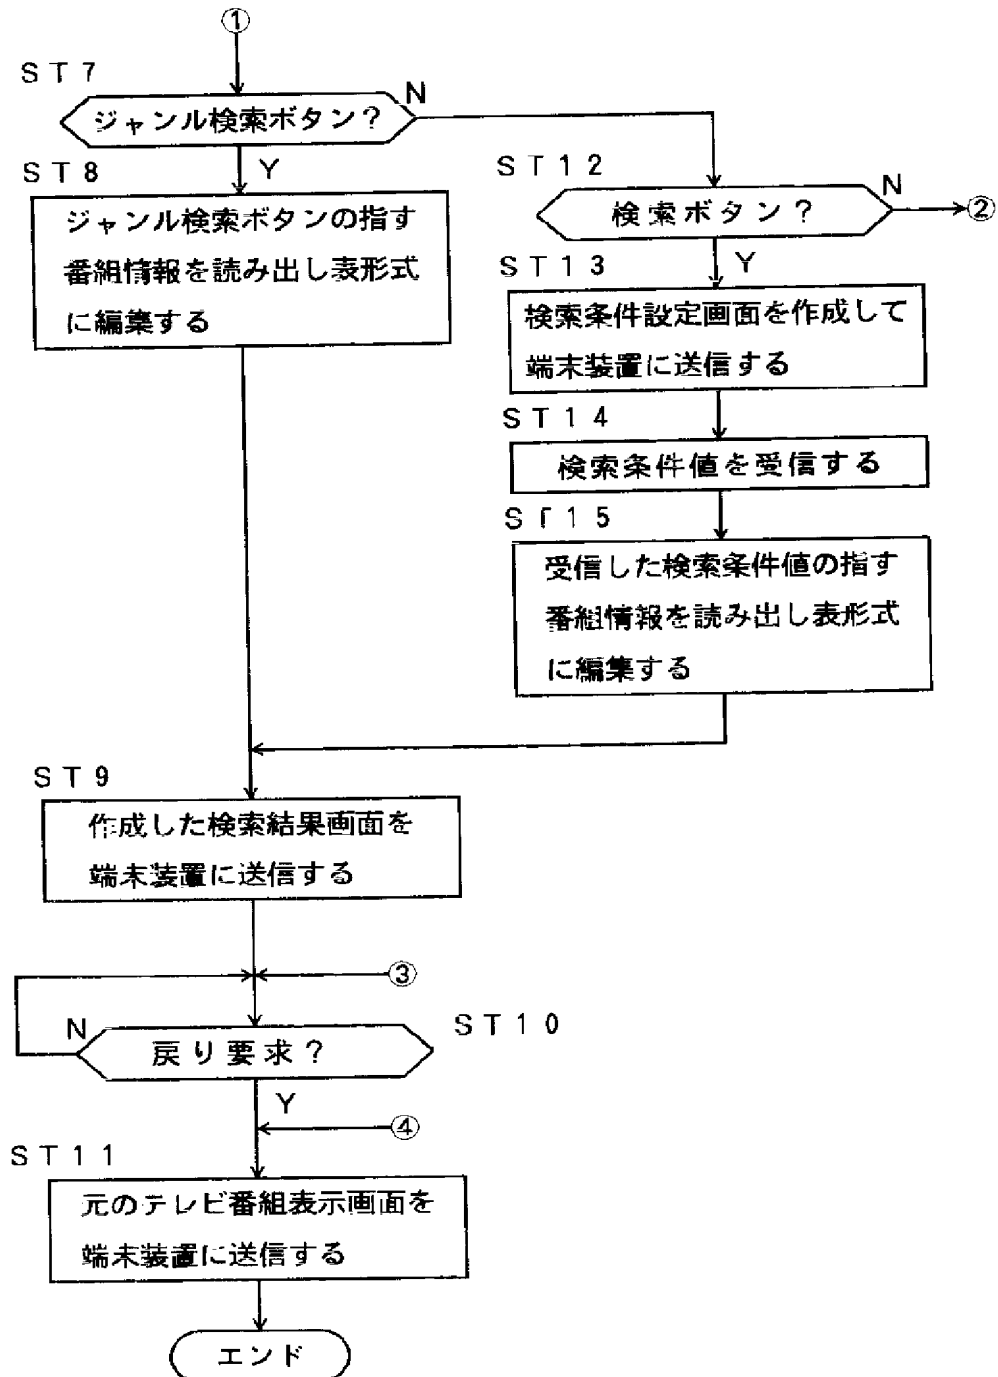 ①
ST7
ジャンル検索ボタン?
N
Y
ST8
ジャンル検索ボタンの指す
番組情報を読み出し表形式
に編集する
ST12
検索ボタン?
N
②
Y
ST13
検索条件設定画面を作成して
端末装置に送信する
ST14
検索条件値を受信する
ST15
受信した検索条件値の指す
番組情報を読み出し表形式
に編集する
ST9
作成した検索結果画面を
端末装置に送信する
③
ST10
戻り要求?
N
Y
④
ST11
元のテレビ番組表示画面を
端末装置に送信する
エンド